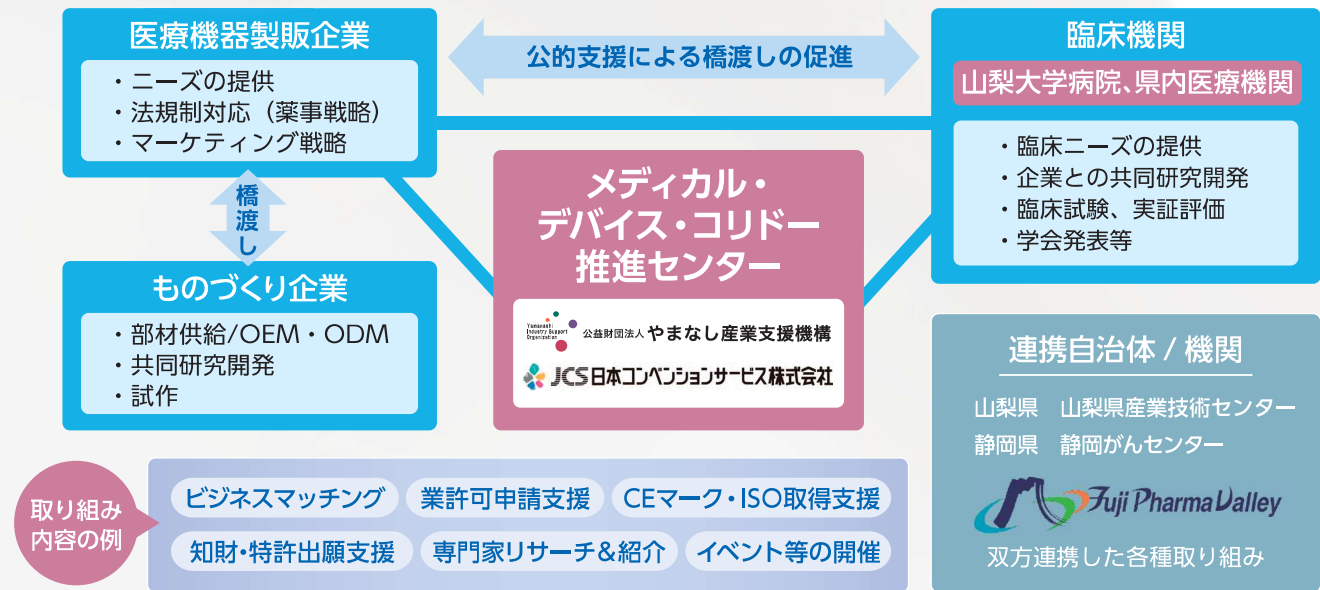 医療機器製販企業
・ニーズの提供
・法規制対応（薬事戦略）
・マーケティング戦略
公的支援による橋渡しの促進
臨床機関
山梨大学病院、県内医療機関
・臨床ニーズの提供
・企業との共同研究開発
・臨床試験、実証評価
・学会発表等
橋渡し
ものづくり企業
・部材供給/OEM・ODM
・共同研究開発
・試作
メディカル・
デバイス・コリドー
推進センター
Yamanashi
Industry Support
Organization
公益財団法人 やまなし産業支援機構
JCS 日本コンベンションサービス株式会社
連携自治体 / 機関
山梨県 山梨県産業技術センター
静岡県 静岡がんセンター
Fuji Pharma Valley
双方連携した各種取り組み
取り組み
内容の例
ビジネスマッチング 業許可申請支援 CEマーク・ISO取得支援
知財・特許出願支援 専門家リサーチ&紹介 イベント等の開催